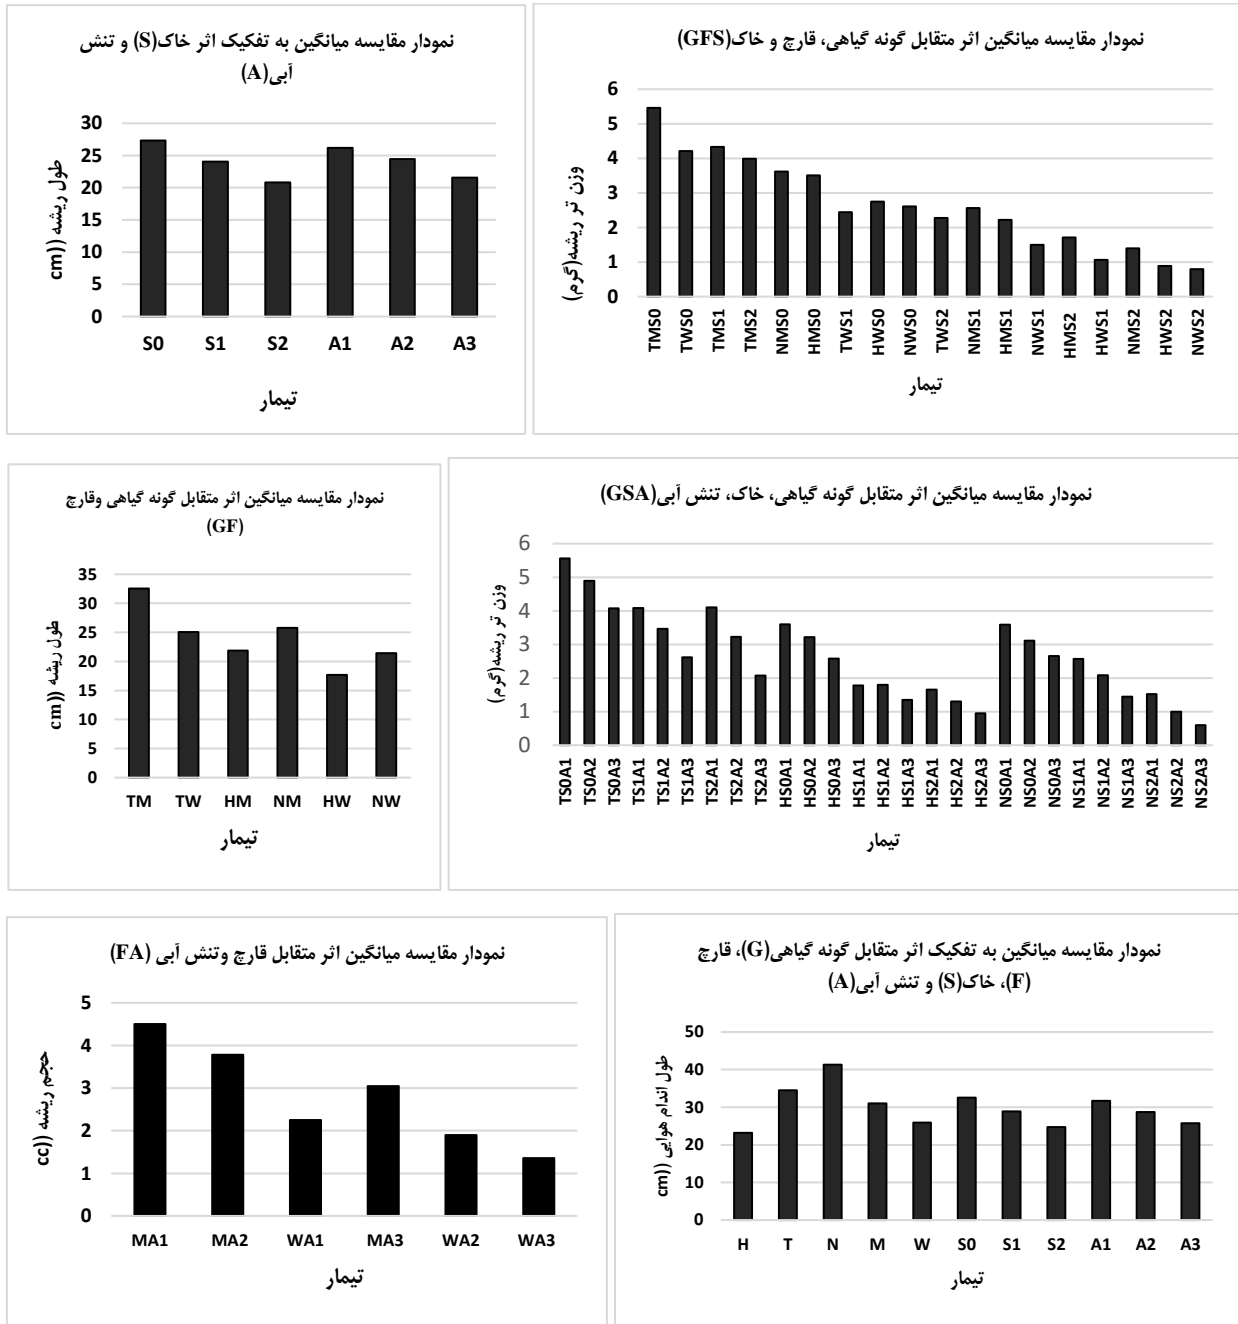 نمودار مقایسه میانگین به تفکیک اثر خاک(S) و تنش
آبی(A)
طول ریشه ((cm
30
25
20
15
10
5
0
S0 S1 S2 A1 A2 A3
تیمار
نمودار مقایسه میانگین اثر متقابل گونه گیاهی، قارچ و خاک(GFS)
وزن تر ریشه(گرم)
6
5
4
3
2
1
0
TMS0 TWS0 TMS1 TMS2 NMS0 HMS0 TWS1 HWS0 NWS0 TWS2 NMS1 HMS1 NWS1 HMS2 HWS1 NMS2 HWS2 NWS2
تیمار
نمودار مقایسه میانگین اثر متقابل گونه گیاهی وقارچ
(GF)
طول ریشه ((cm
35
30
25
20
15
10
5
0
TM TW HM NM HW NW
تیمار
نمودار مقایسه میانگین اثر متقابل گونه گیاهی، خاک، تنش آبی(GSA)
وزن تر ریشه(گرم)
6
5
4
3
2
1
0
TS0A1 TS0A2 TS0A3 TS1A1 TS1A2 TS1A3 TS2A1 TS2A2 TS2A3 HS0A1 HS0A2 HS0A3 HS1A1 HS1A2 HS1A3 HS2A1 HS2A2 HS2A3 NS0A1 NS0A2 NS0A3 NS1A1 NS1A2 NS1A3 NS2A1 NS2A2 NS2A3
تیمار
نمودار مقایسه میانگین اثر متقابل قارچ وتنش آبی (FA)
حجم ریشه ((cc
5
4
3
2
1
0
MA1 MA2 WA1 MA3 WA2 WA3
تیمار
نمودار مقایسه میانگین به تفکیک اثر متقابل گونه گیاهی(G)، قارچ
(F)، خاک(S) و تنش آبی(A)
طول اندام هوایی ((cm
50
40
30
20
10
0
H T N M W S0 S1 S2 A1 A2 A3
تیمار